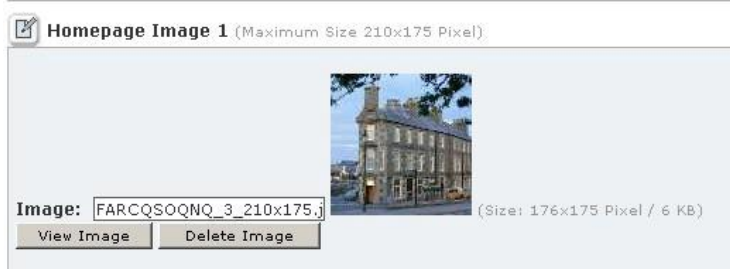 Homepage Image 1 (Maximum Size 210x175 Pixel)
Image: FARCQSOQNQ_3_210x175.j (Size: 176x175 Pixel / 6 KB)
View Image Delete Image